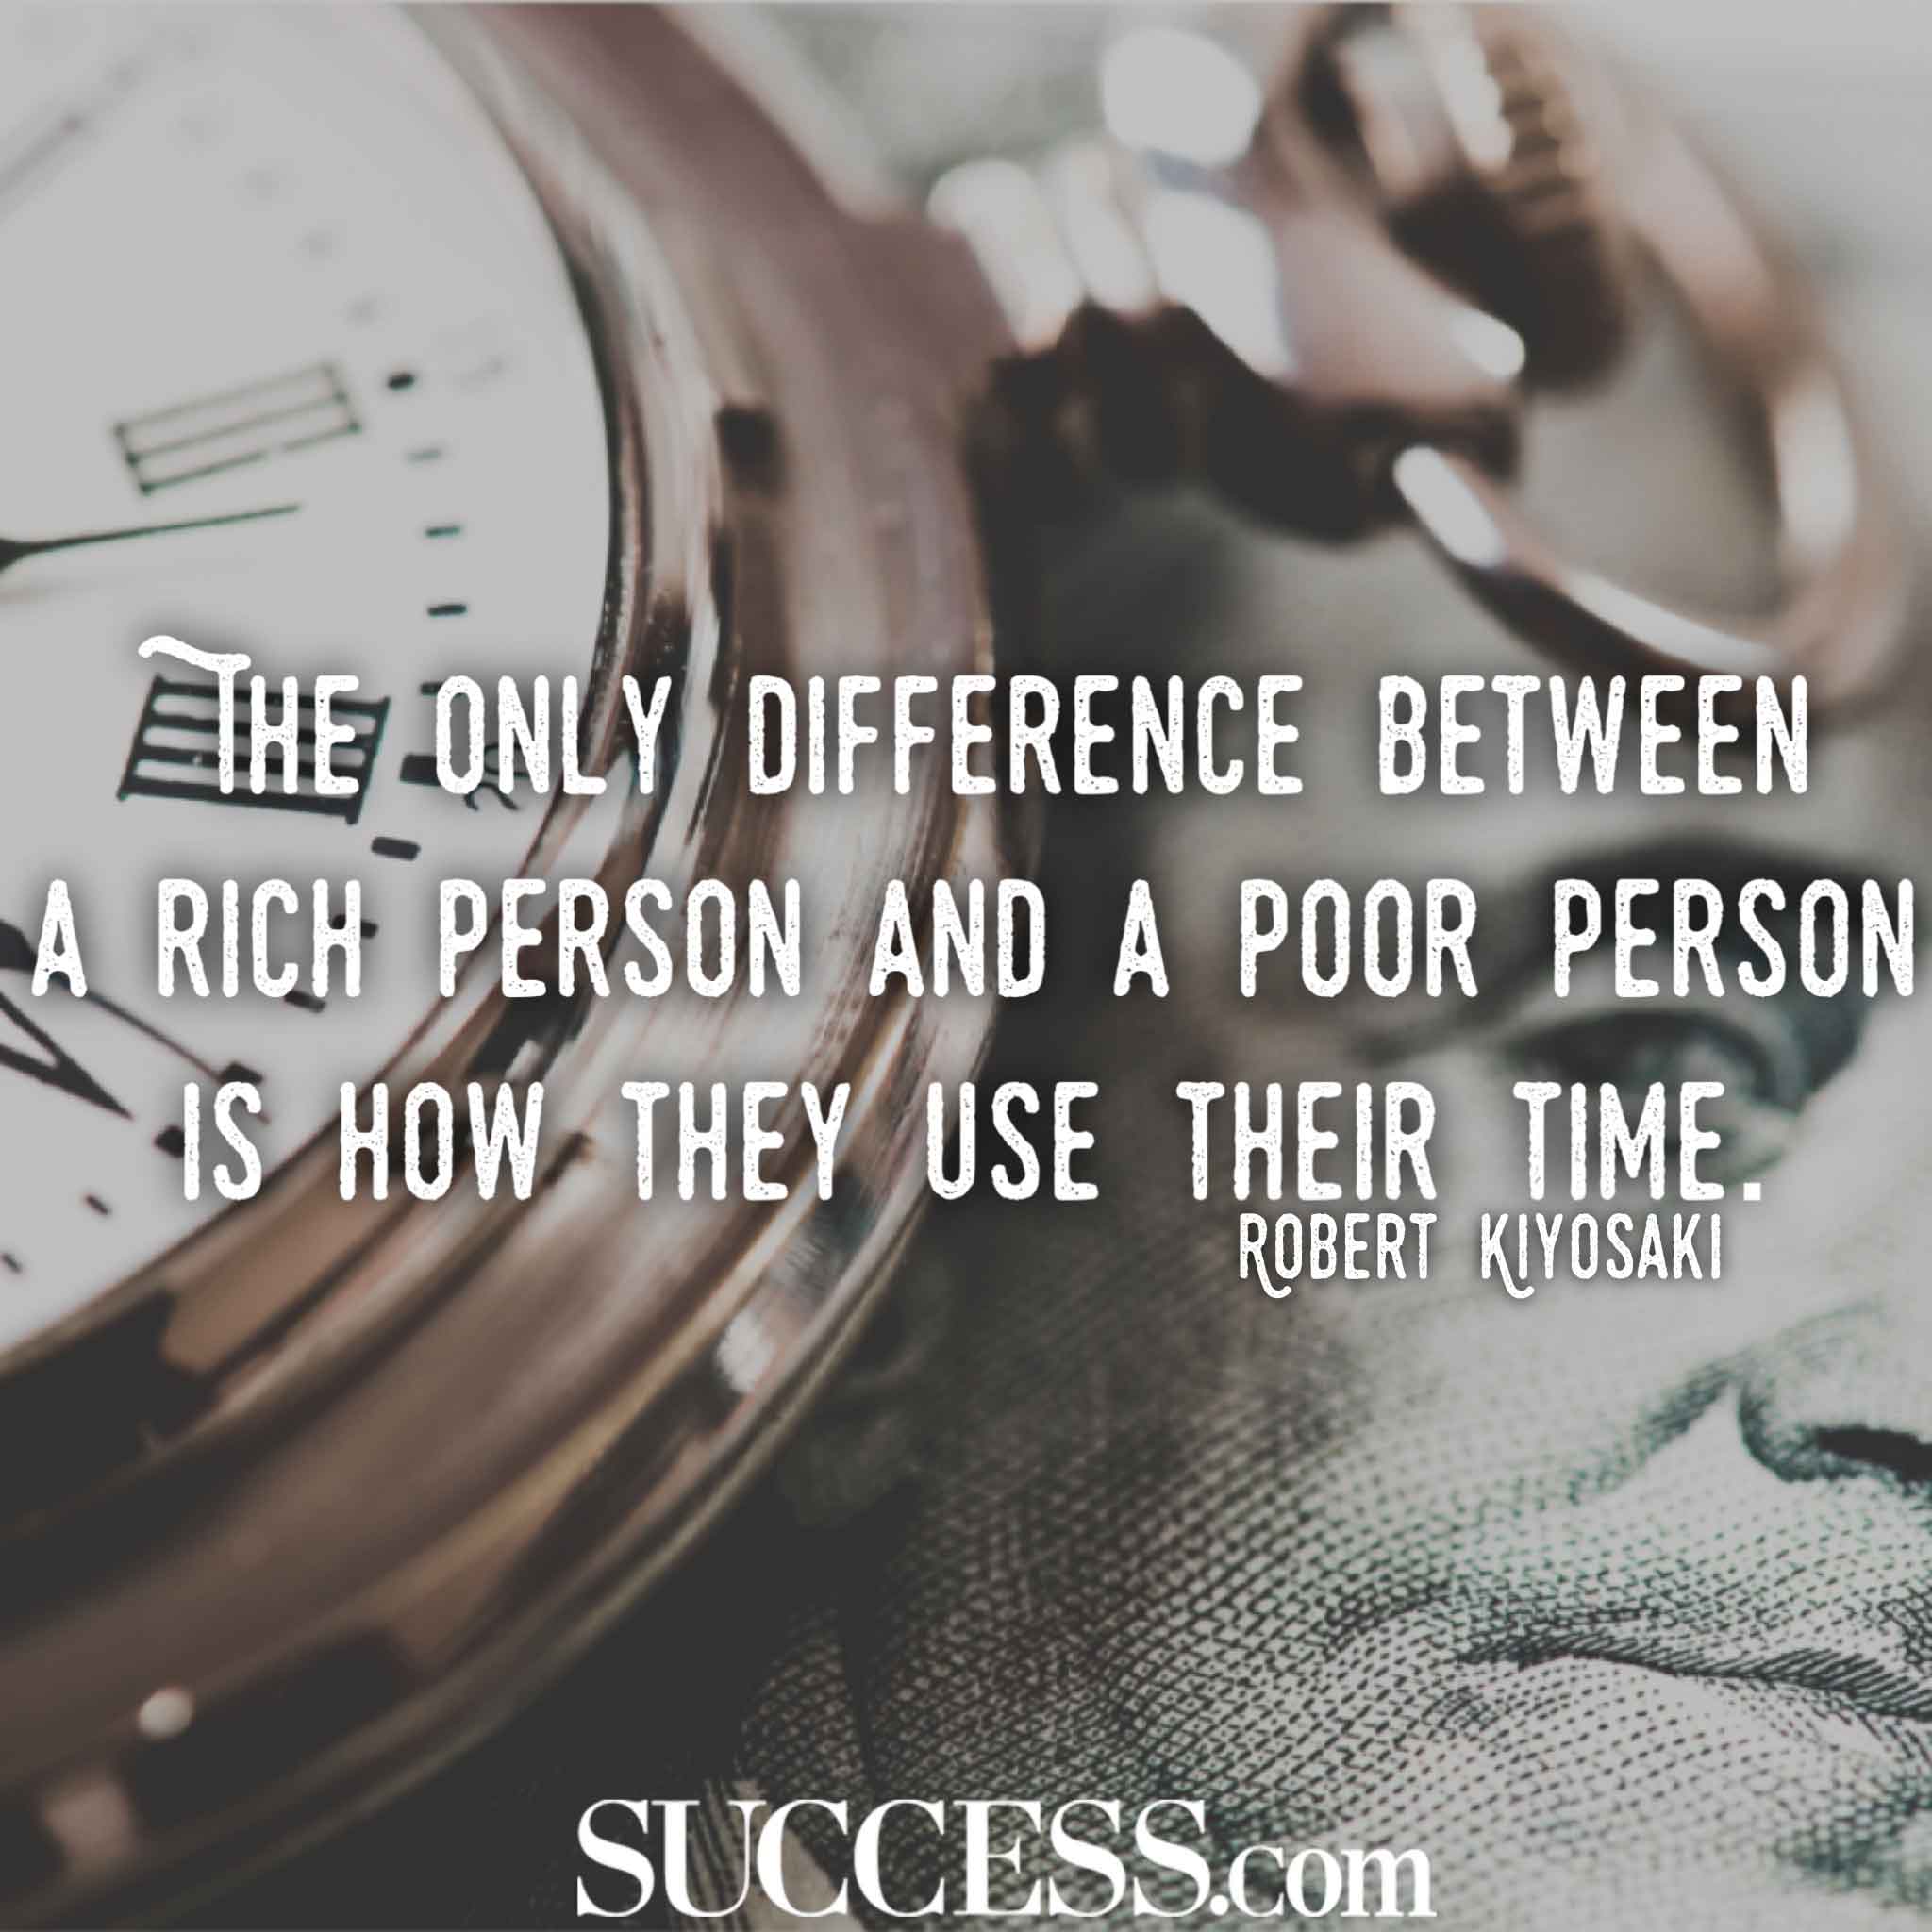 The only difference between
a rich person and a poor person
is how they use their time.
Robert Kiyosaki
SUCCESS.com